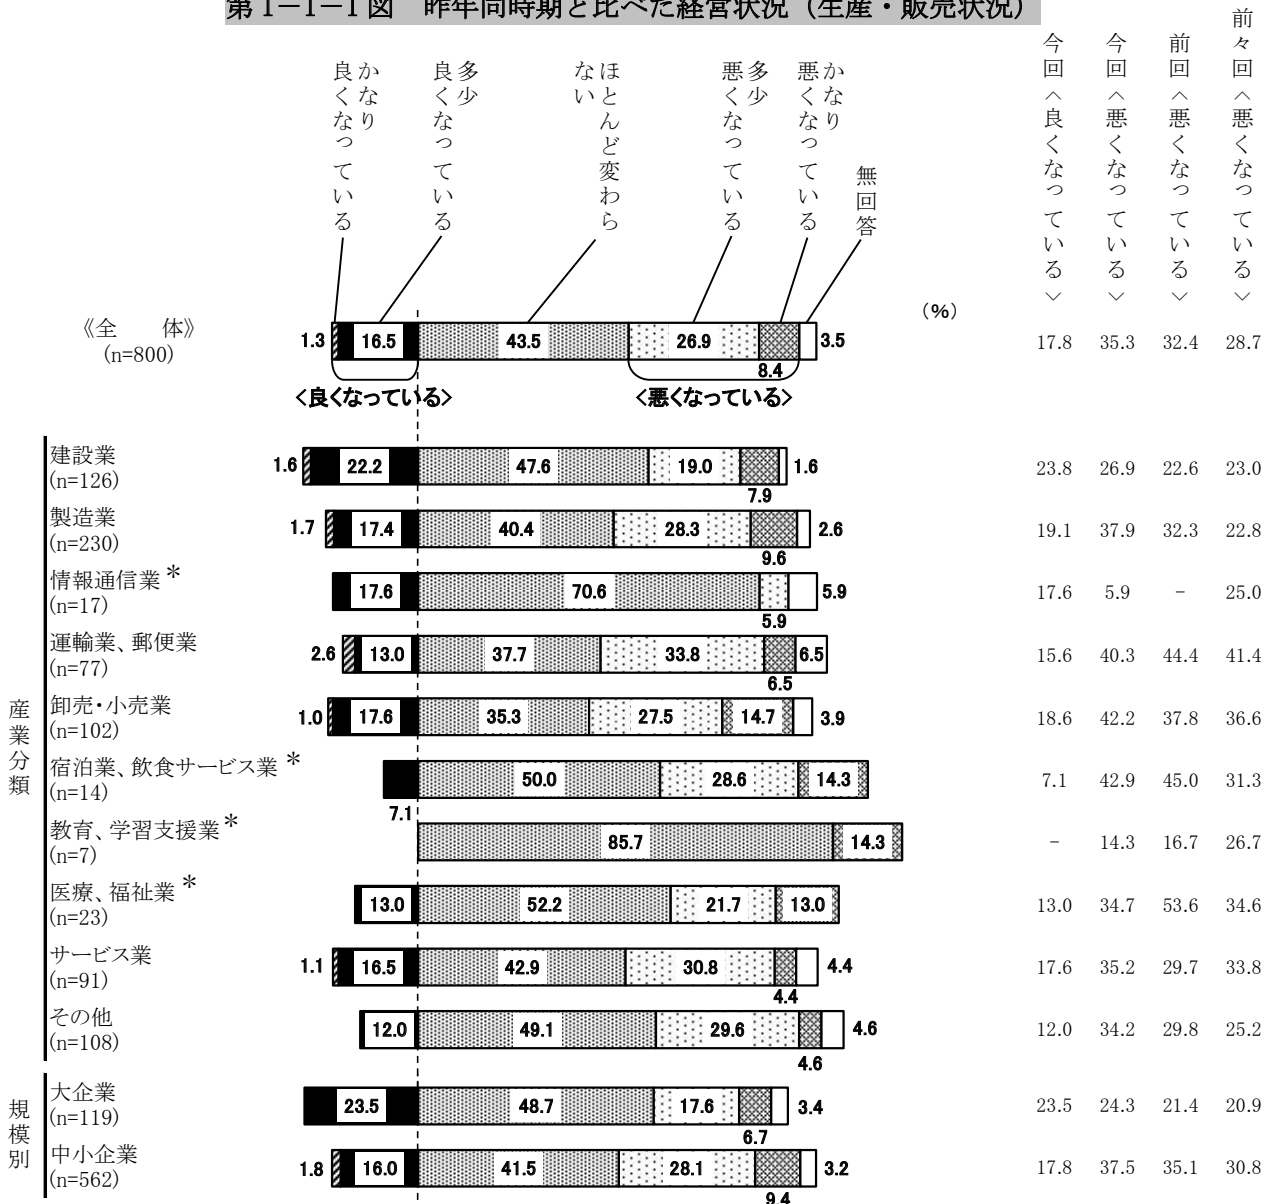 第1－1－1図　昨年同時期と比べた経営状況（生産・販売状況）
かなり
良くなっている
多少
良くなっている
ほとんど変わら
ない
多少
悪くなっている
かなり
悪くなっている
無回答
今回〈良くなっている〉
今回〈悪くなっている〉
前回〈悪くなっている〉
前々回〈悪くなっている〉
（%）
《全　　体》
(n=800)
1.3 16.5 43.5 26.9 8.4 3.5 17.8 35.3 32.4 28.7
<良くなっている> <悪くなっている>
産業分類
建設業
(n=126)
1.6 22.2 47.6 19.0 7.9 1.6 23.8 26.9 22.6 23.0
製造業
(n=230)
1.7 17.4 40.4 28.3 9.6 2.6 19.1 37.9 32.3 22.8
情報通信業*
(n=17)
17.6 70.6 5.9 5.9 17.6 5.9 － 25.0
運輸業、郵便業
(n=77)
2.6 13.0 37.7 33.8 6.5 6.5 15.6 40.3 44.4 41.4
卸売・小売業
(n=102)
1.0 17.6 35.3 27.5 14.7 3.9 18.6 42.2 37.8 36.6
宿泊業、飲食サービス業*
(n=14)
7.1 50.0 28.6 14.3 7.1 42.9 45.0 31.3
教育、学習支援業*
(n=7)
85.7 14.3 － 14.3 16.7 26.7
医療、福祉業*
(n=23)
13.0 52.2 21.7 13.0 13.0 34.7 53.6 34.6
サービス業
(n=91)
1.1 16.5 42.9 30.8 4.4 4.4 17.6 35.2 29.7 33.8
その他
(n=108)
12.0 49.1 29.6 4.6 4.6 12.0 34.2 29.8 25.2
規模別
大企業
(n=119)
23.5 48.7 17.6 6.7 3.4 23.5 24.3 21.4 20.9
中小企業
(n=562)
1.8 16.0 41.5 28.1 9.4 3.2 17.8 37.5 35.1 30.8